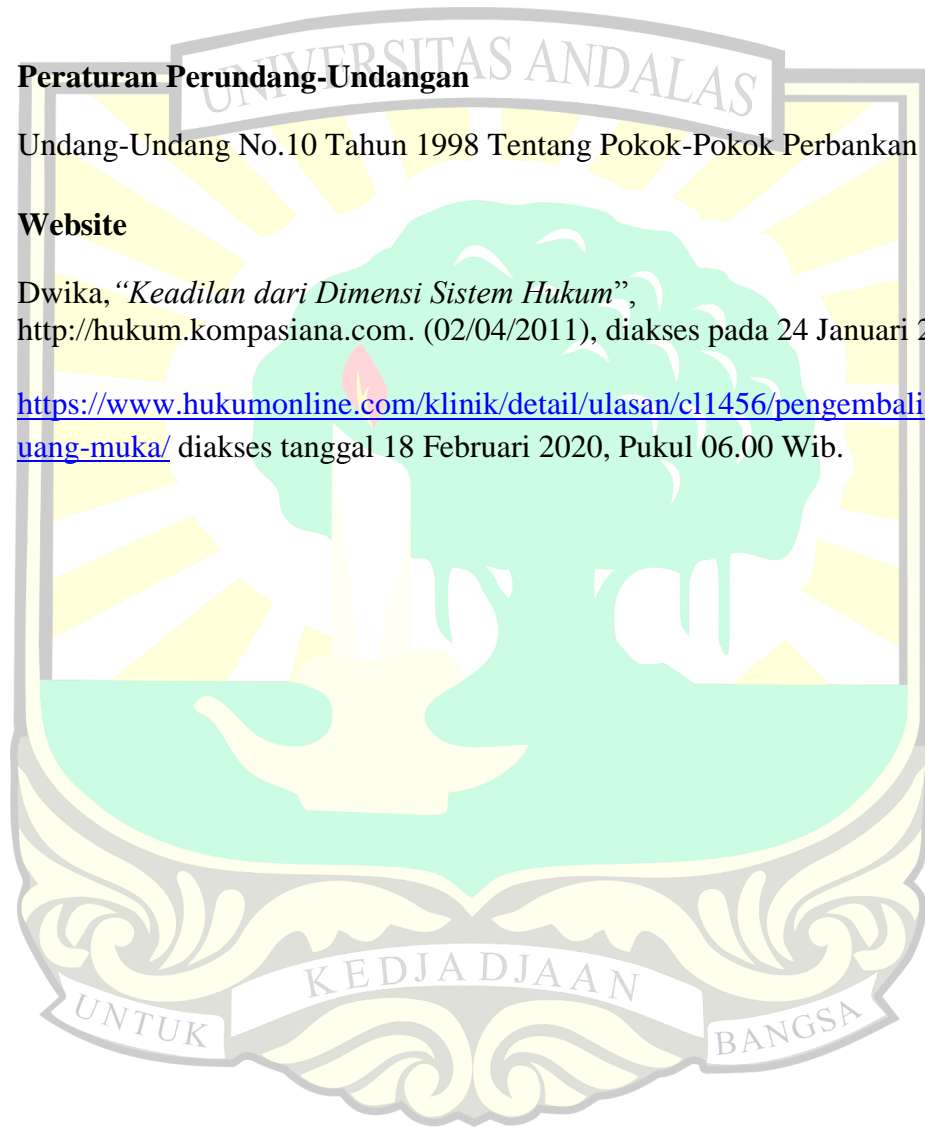 UNIVERSITAS ANDALAS
Peraturan Perundang-Undangan
Undang-Undang No.10 Tahun 1998 Tentang Pokok-Pokok Perbankan
Website
Dwika,“Keadilan dari Dimensi Sistem Hukum”,
http://hukum.kompasiana.com. (02/04/2011), diakses pada 24 Januari
https://www.hukumonline.com/klinik/detail/ulasan/cl1456/pengembali
uang-muka/ diakses tanggal 18 Februari 2020, Pukul 06.00 Wib.
UNTUK KEDJADJAAN BANGSA